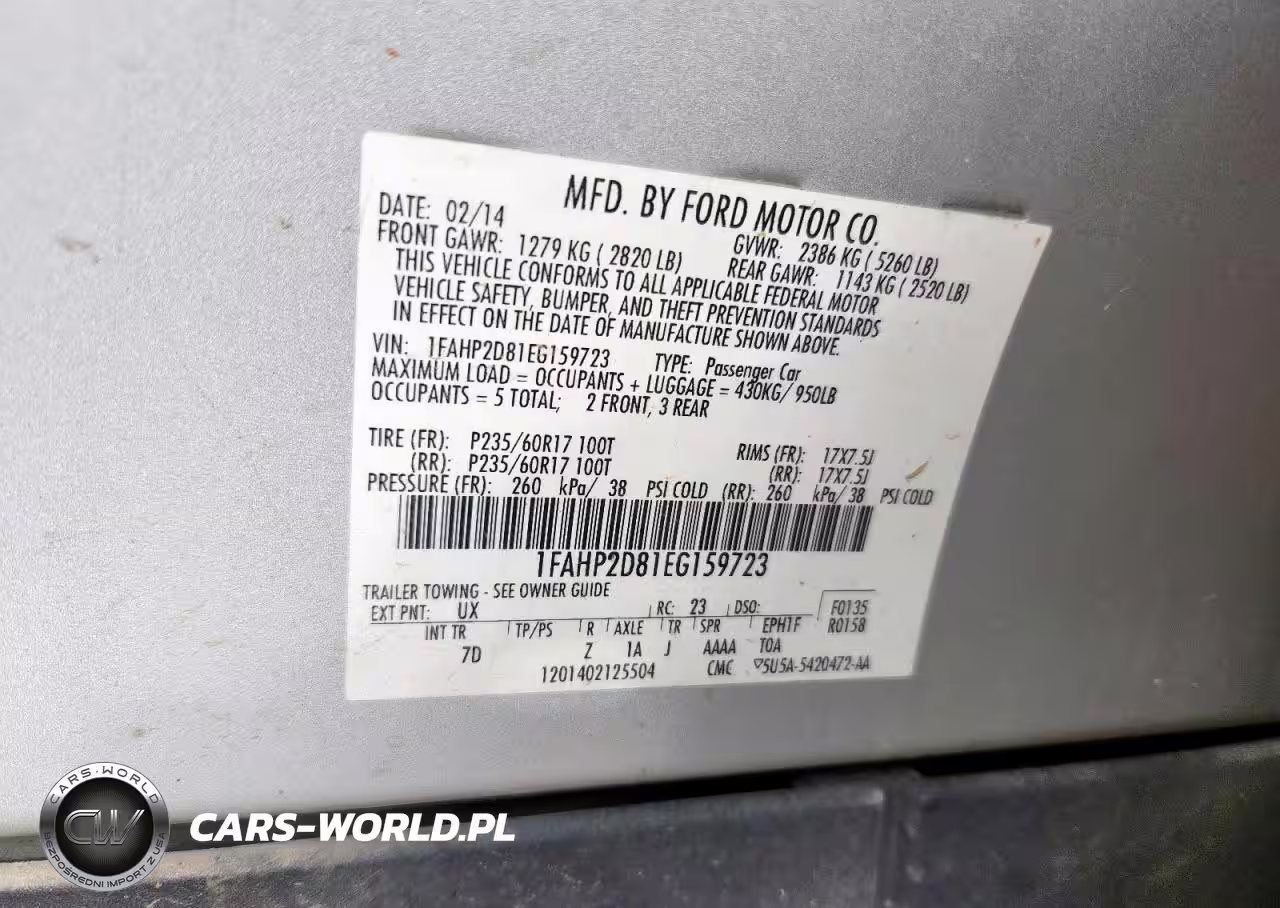 MFD. BY FORD MOTOR CO.
DATE: 02/14 GVWR: 2386 KG ( 5260 LB)
FRONT GAWR: 1279 KG ( 2820 LB) REAR GAWR: 1143 KG ( 2520 LB)
THIS VEHICLE CONFORMS TO ALL APPLICABLE FEDERAL MOTOR
VEHICLE SAFETY, BUMPER, AND THEFT PREVENTION STANDARDS
IN EFFECT ON THE DATE OF MANUFACTURE SHOWN ABOVE.
VIN: 1FAHP2D81EG159723 TYPE: Passenger Car
MAXIMUM LOAD = OCCUPANTS + LUGGAGE = 430KG/ 950LB
OCCUPANTS = 5 TOTAL; 2 FRONT, 3 REAR
TIRE (FR): P235/60R17 100T RIMS (FR): 17X7.5J
(RR): P235/60R17 100T (RR): 17X7.5J
PRESSURE (FR): 260 kPa/ 38 PSI COLD (RR): 260 kPa/ 38 PSI COLD
1FAHP2D81EG159723
TRAILER TOWING - SEE OWNER GUIDE
EXT PNT: UX RC: 23 DSO: F0135
INT TR TP/PS R AXLE TR SPR EPH1F R0158
7D Z 1A J AAAA TOA
1201402125504 CMC ▽5U5A-5420472-AA
CARS-WORLD
CW
BEZPOŚREDNI IMPORT Z USA
CARS-WORLD.PL